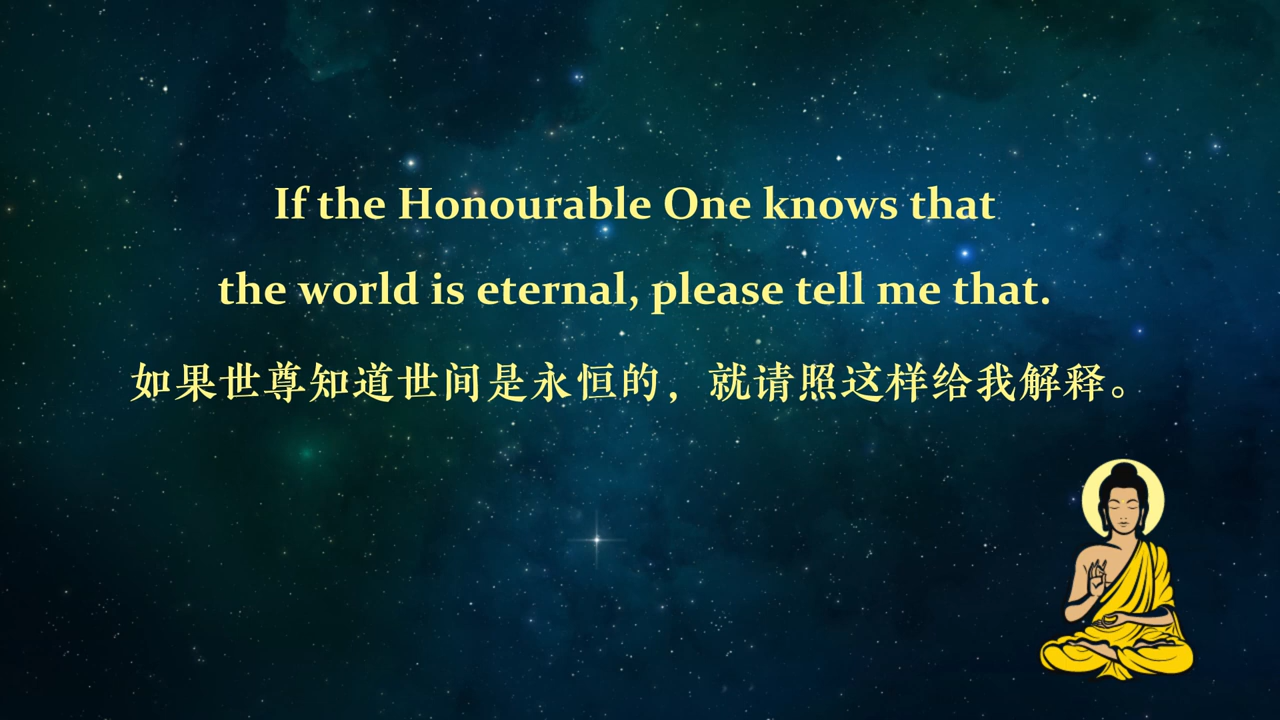 If the Honourable One knows that
the world is eternal, please tell me that.
如果世尊知道世间是永恒的，就请照这样给我解释。